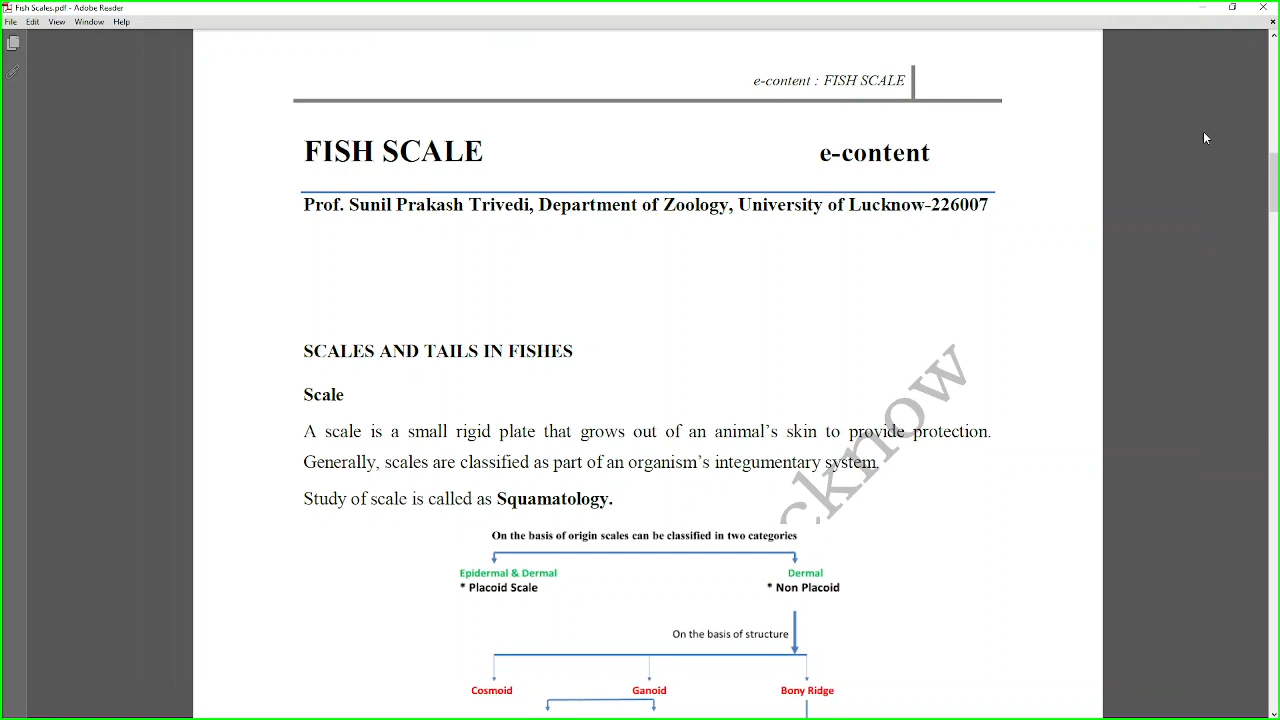 Fish Scales.pdf - Adobe Reader
File Edit View Window Help
e-content : FISH SCALE
FISH SCALE e-content
Prof. Sunil Prakash Trivedi, Department of Zoology, University of Lucknow-226007
SCALES AND TAILS IN FISHES
Scale
A scale is a small rigid plate that grows out of an animal's skin to provide protection.
Generally, scales are classified as part of an organism's integumentary system.
Study of scale is called as Squamatology.
cknow
On the basis of origin scales can be classified in two categories
Epidermal & Dermal Dermal
* Placoid Scale * Non Placoid
On the basis of structure
Cosmoid Ganoid Bony Ridge